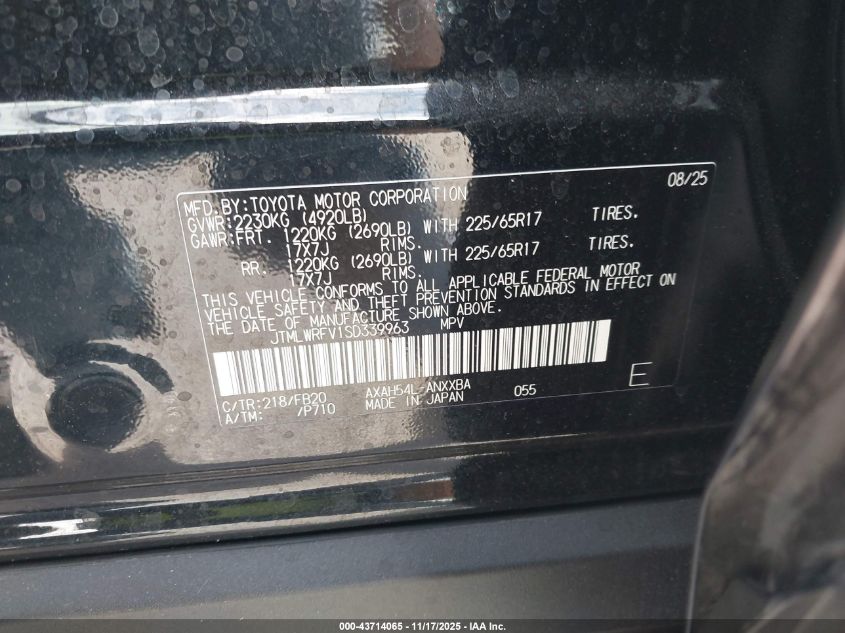 08/25
MFD.BY:TOYOTA MOTOR CORPORATION
GVWR:2230KG (4920LB)
GAWR:FRT. 1220KG (2690LB) WITH 225/65R17 TIRES.
17X7J RIMS.
RR. 1220KG (2690LB) WITH 225/65R17 TIRES.
17X7J RIMS.
THIS VEHICLE CONFORMS TO ALL APPLICABLE FEDERAL MOTOR
VEHICLE SAFETY AND THEFT PREVENTION STANDARDS IN EFFECT ON
THE DATE OF MANUFACTURE SHOWN ABOVE.
JTMLWRFV1SD339963 MPV
C/TR:218/FB20 AXAH54L-ANXXBA 055 E
A/TM: /P710 MADE IN JAPAN
000-43714065 - 11/17/2025 - IAA Inc.